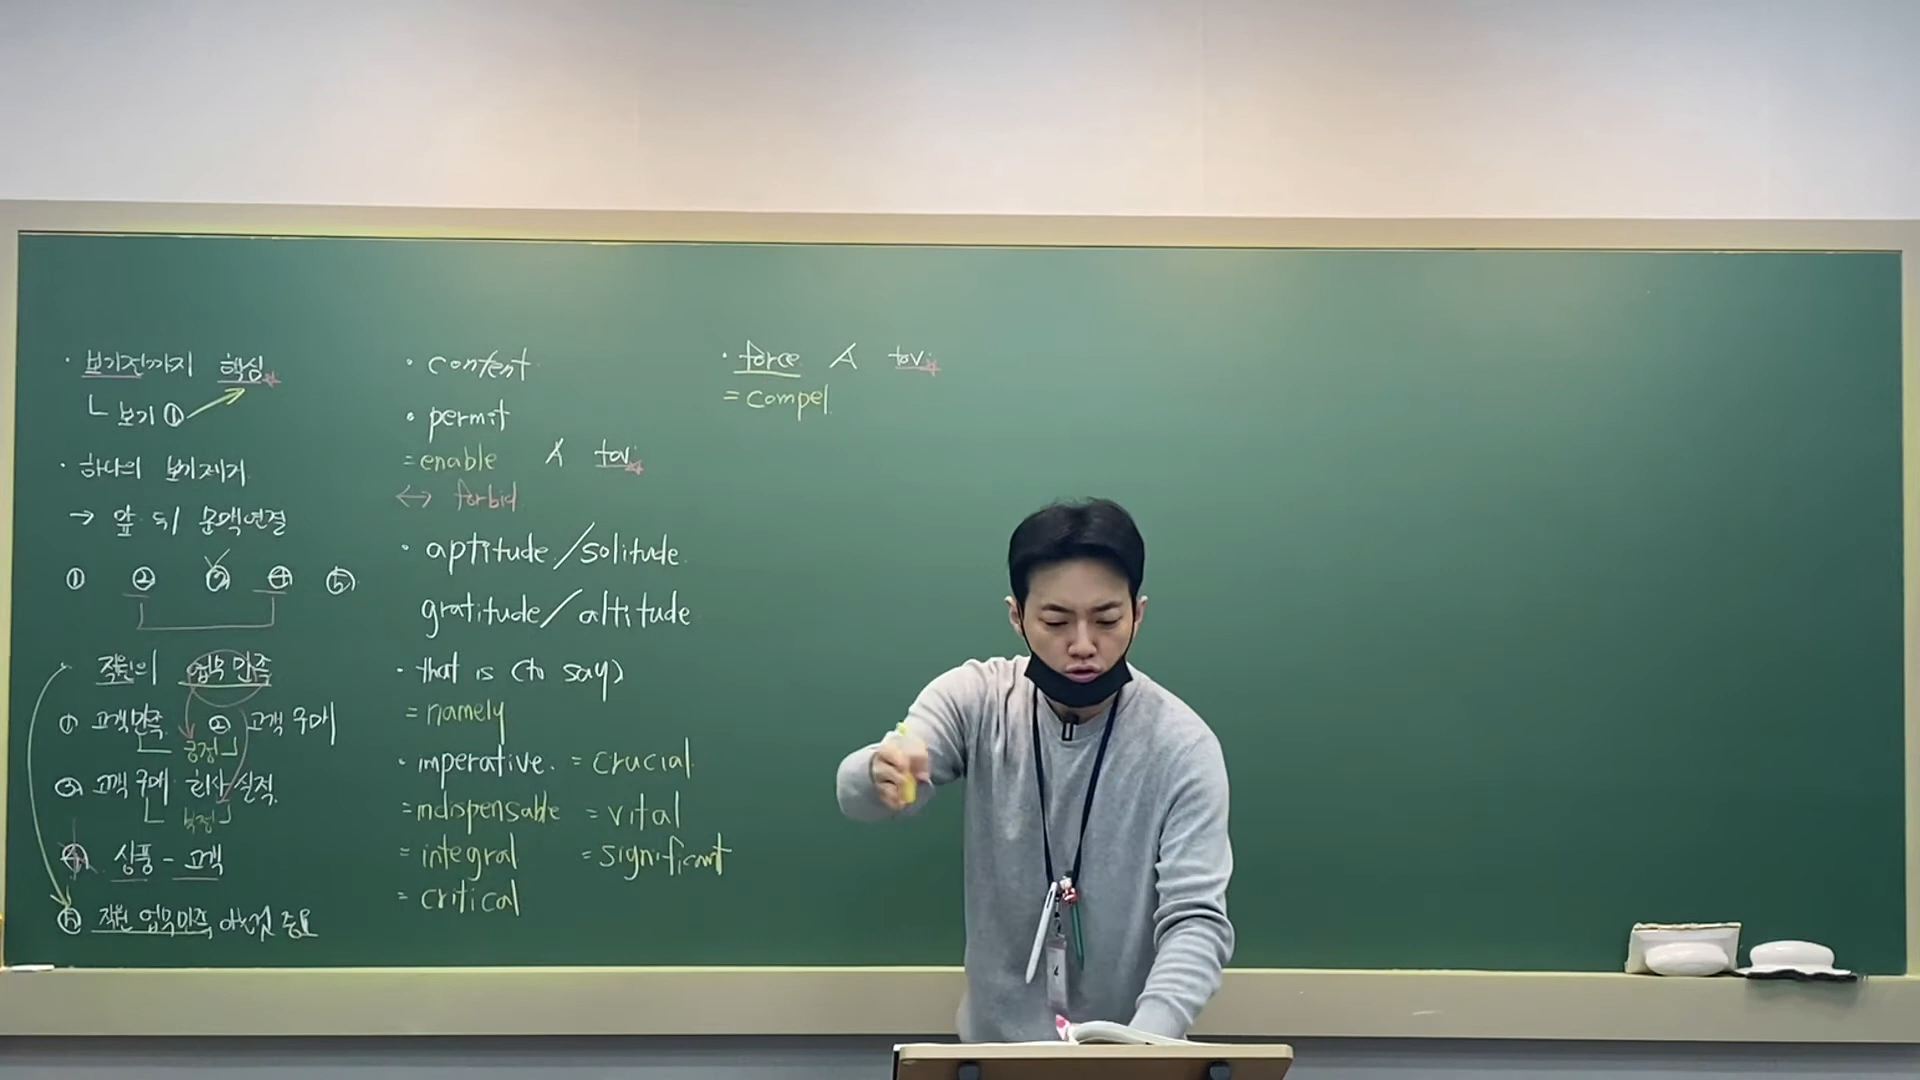 · 보기전까지 핵심
└ 보기 ①
· 하나의 보기 제거
→ 앞 뒤 문맥연결
① ② ③ ④ ⑤
직원의 업무만족
① 고객만족 ② 고객 구매
긍정
③ 고객 구매 회사 실적
부정
④ 상품 - 고객
⑤ 직원 업무만족 하는것 중요
· content
· permit
= enable A to v
↔ forbid
· aptitude / solitude
gratitude / altitude
· that is (to say)
= namely
· imperative. = crucial
= indispensable = vital
= integral = significant
= critical
· force A to v
= compel